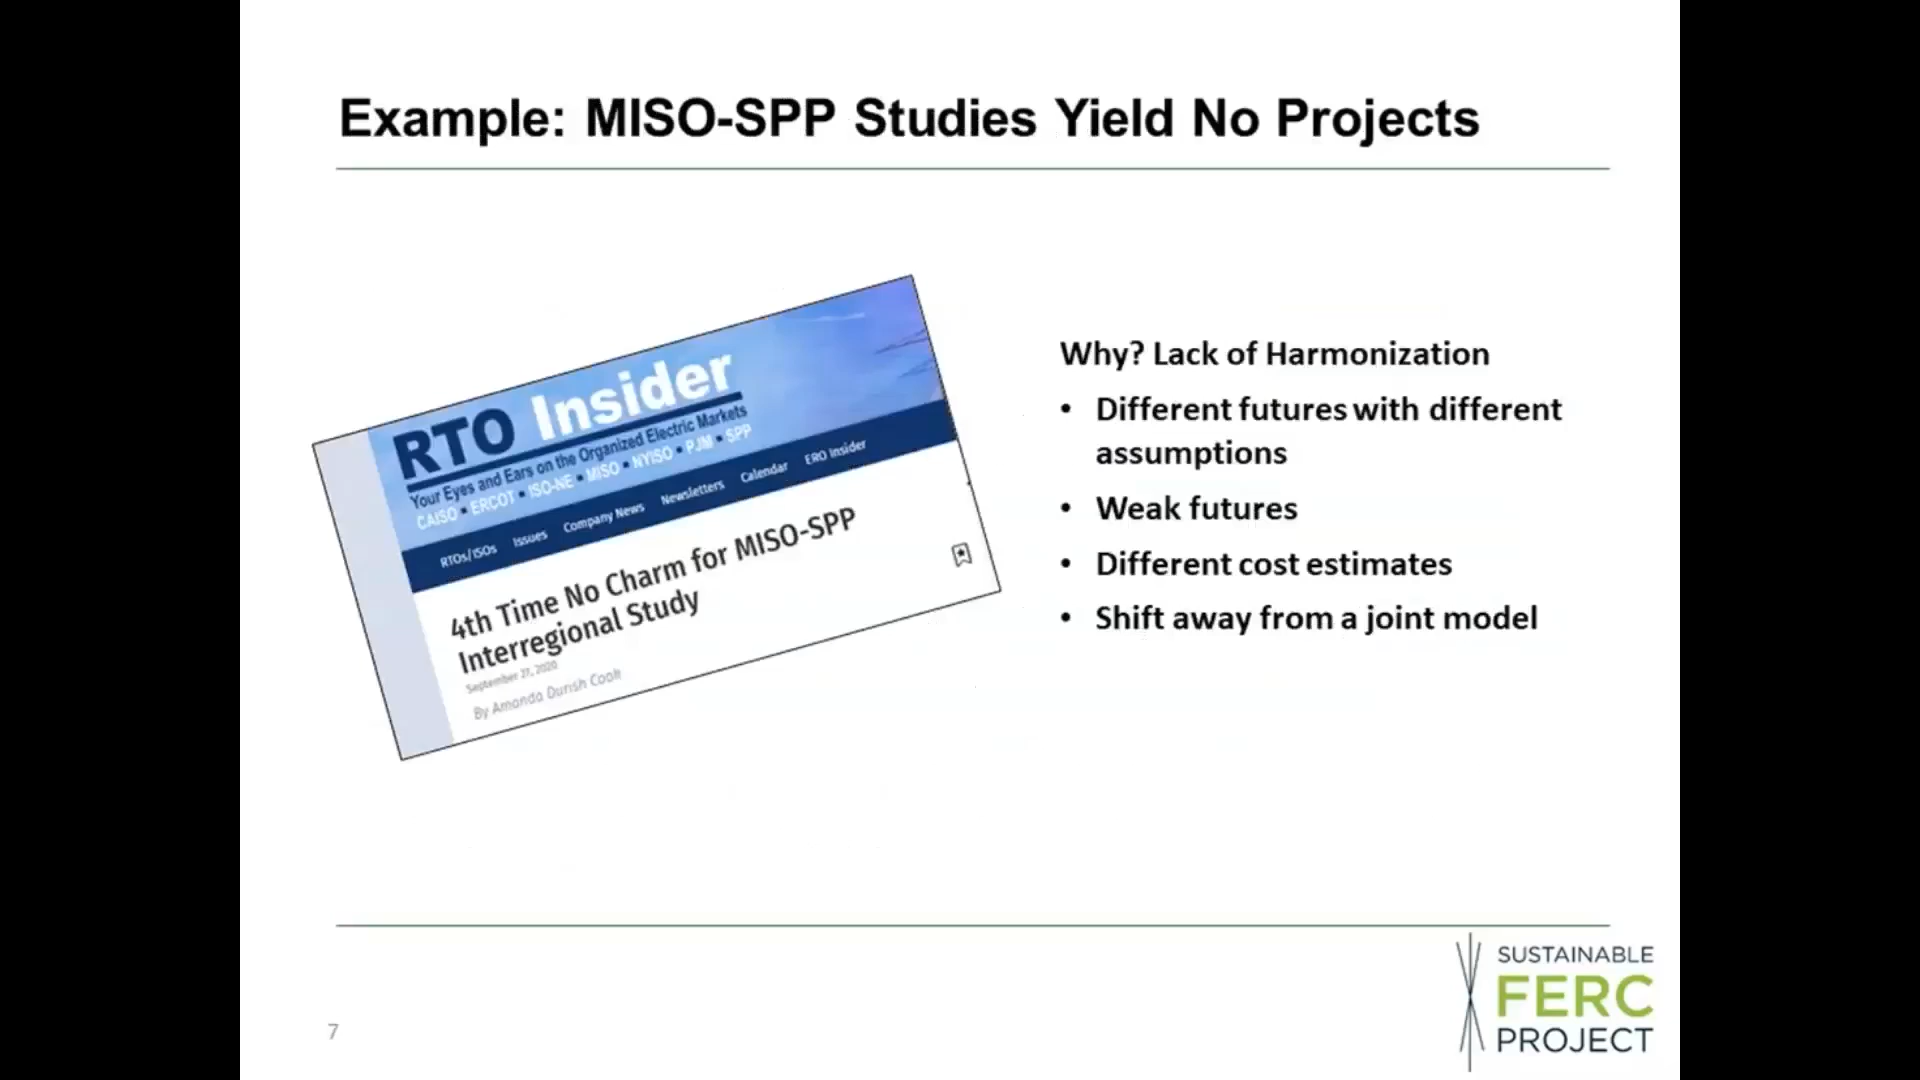 Example: MISO-SPP Studies Yield No Projects
RTO Insider
Your Eyes and Ears on the Organized Electric Markets
CAISO ▪ ERCOT ▪ ISO-NE ▪ MISO ▪ NYISO ▪ PJM ▪ SPP
RTOs/ISOs Issues Company News Newsletters Calendar ERO Insider
4th Time No Charm for MISO-SPP
Interregional Study
September 27, 2020
By Amanda Durish Cook
Why? Lack of Harmonization
• Different futures with different
assumptions
• Weak futures
• Different cost estimates
• Shift away from a joint model
7
SUSTAINABLE
FERC
PROJECT